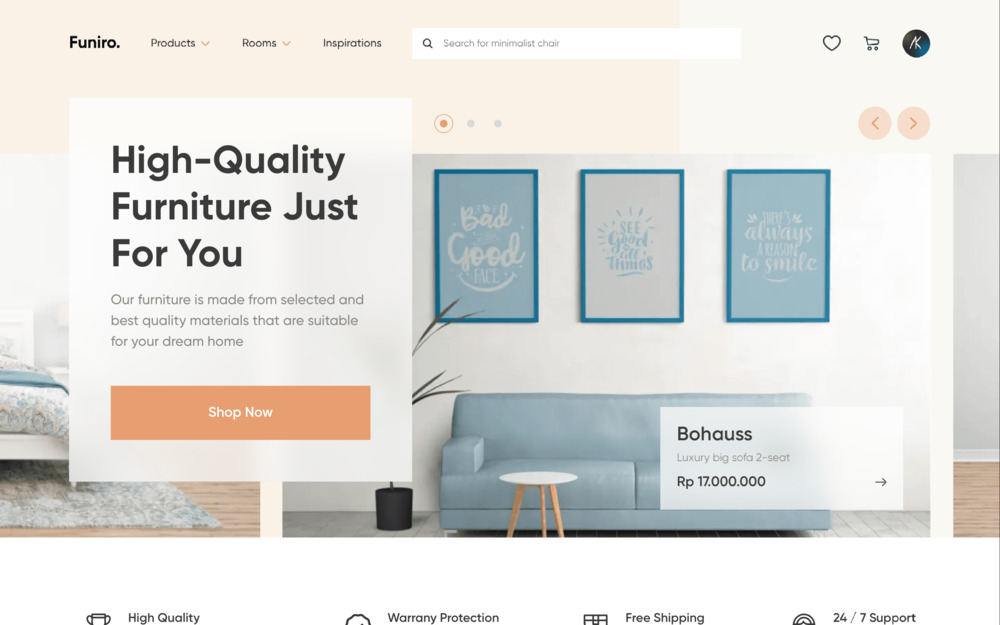 Funiro.
Products
Rooms
Inspirations
Search for minimalist chair
High-Quality
Furniture Just
For You
Our furniture is made from selected and
best quality materials that are suitable
for your dream home
Shop Now
Bad
Good
FACE
SEE
Good
all
THINGS
THERE'S
always
A REASON
to smile
Bohauss
Luxury big sofa 2-seat
Rp 17.000.000
High Quality
Warrany Protection
Free Shipping
24 / 7 Support